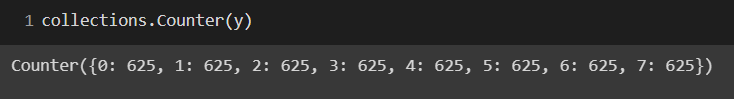 1 collections.Counter(y)
Counter({0: 625, 1: 625, 2: 625, 3: 625, 4: 625, 5: 625, 6: 625, 7: 625})